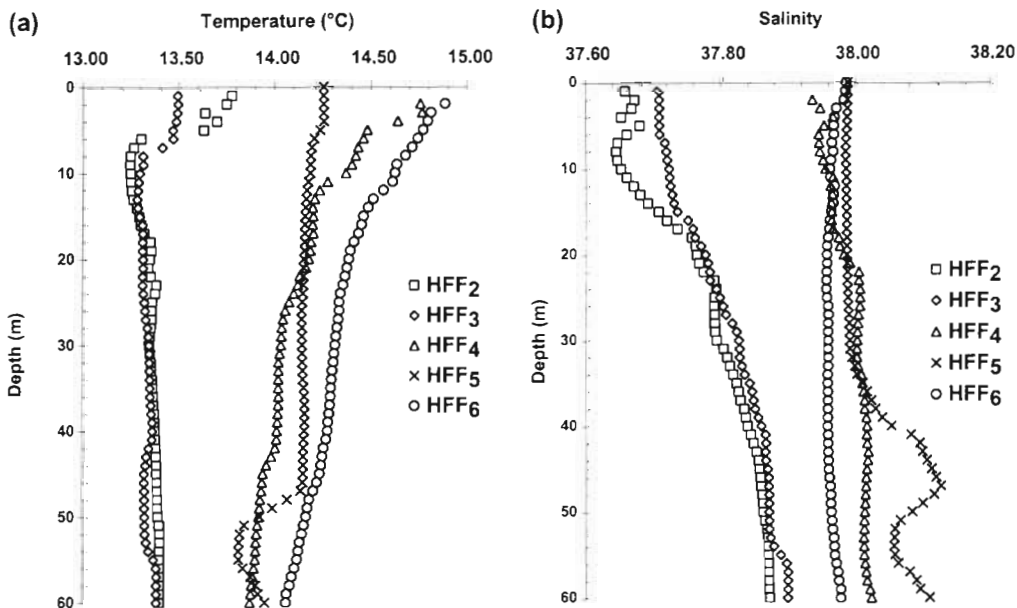 (a)
Temperature (°C)
13.00 13.50 14.00 14.50 15.00
0
10
20
30
40
50
60
Depth (m)
HFF2
HFF3
HFF4
HFF5
HFF6
(b)
Salinity
37.60 37.80 38.00 38.20
0
10
20
30
40
50
60
Depth (m)
HFF2
HFF3
HFF4
HFF5
HFF6